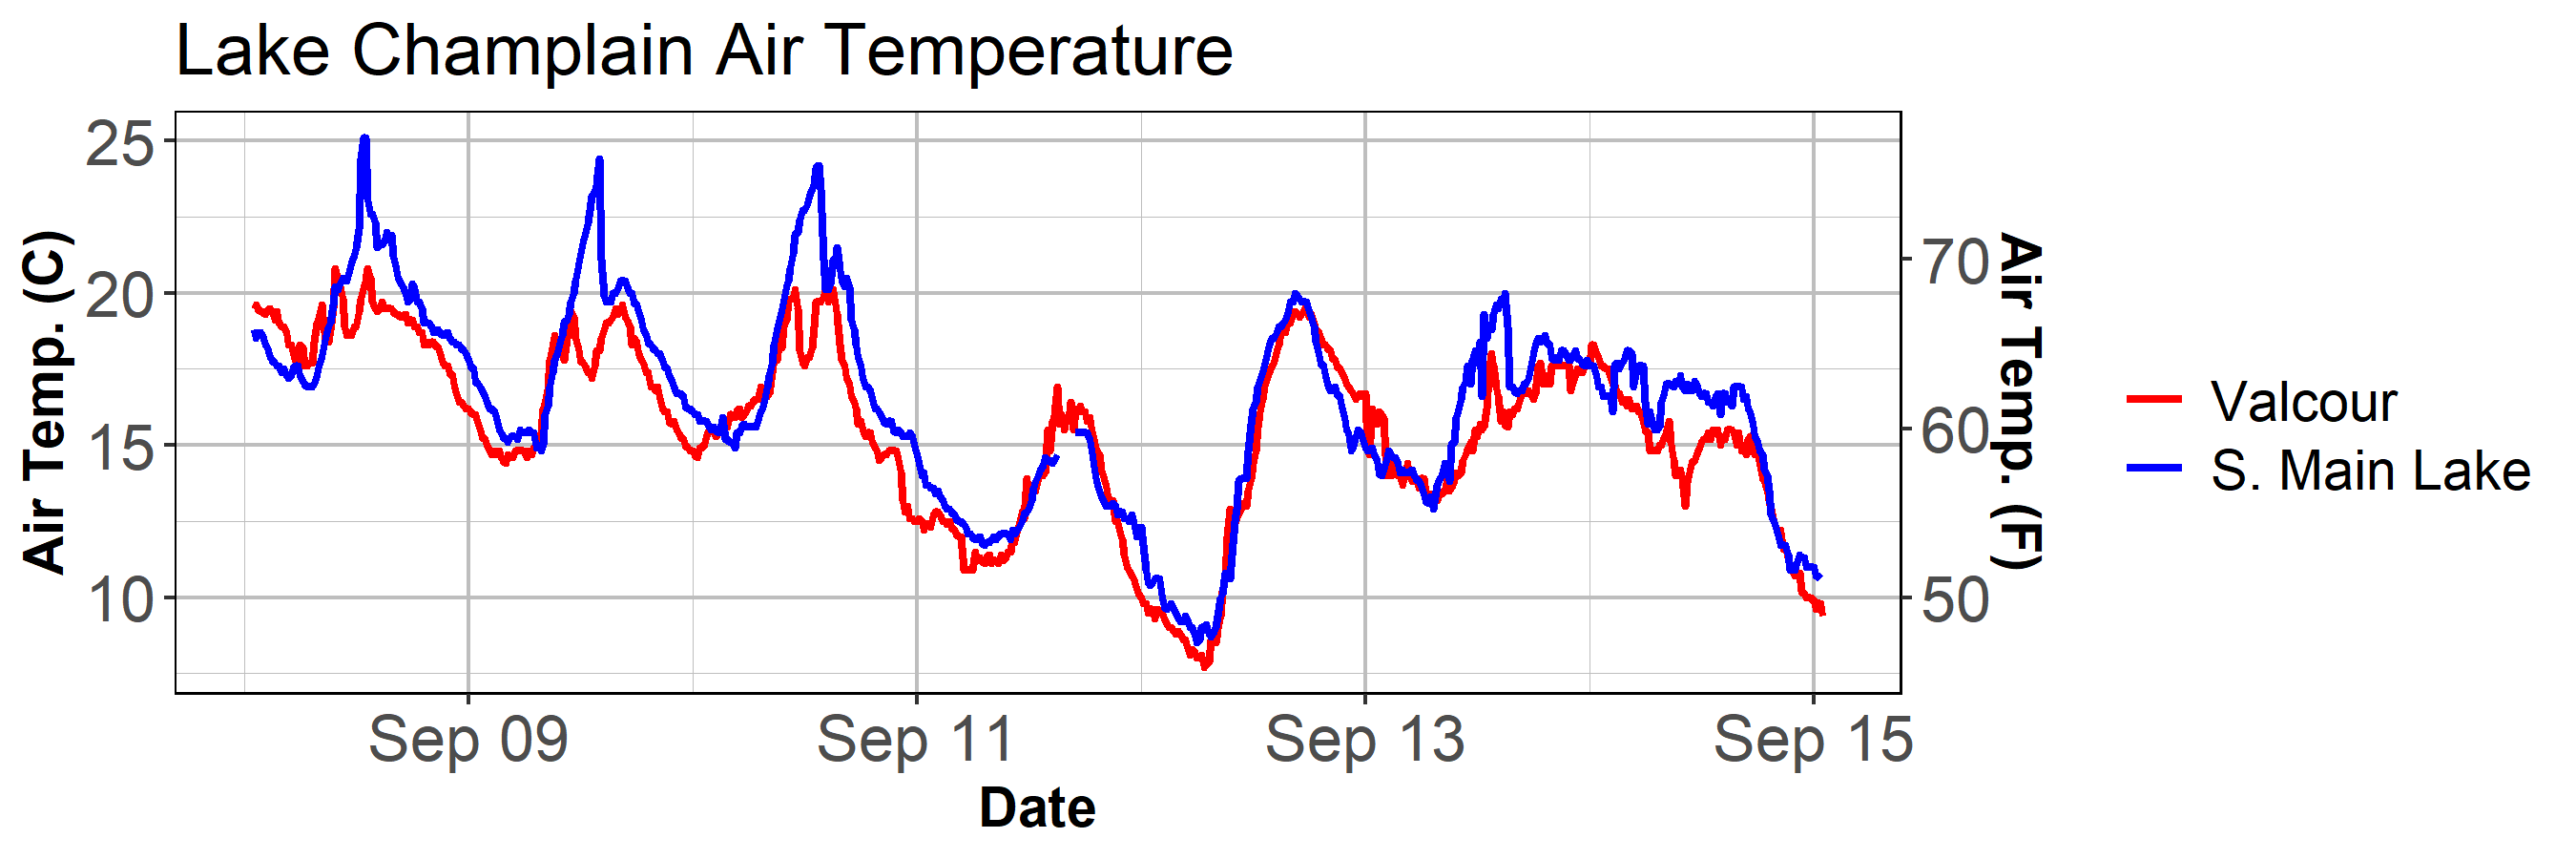 Lake Champlain Air Temperature
Air Temp. (C)
25
20
15
10
70
60
50
Air Temp. (F)
Sep 09
Sep 11
Sep 13
Sep 15
Date
Valcour
S. Main Lake